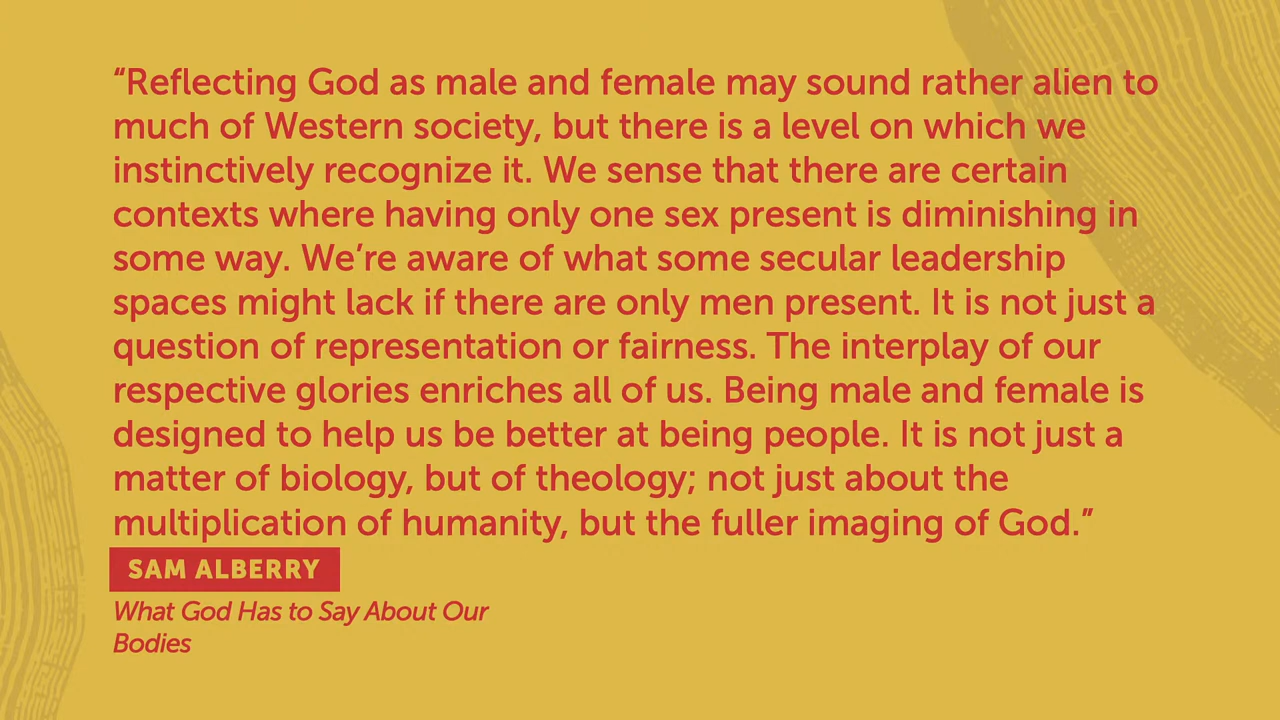 “Reflecting God as male and female may sound rather alien to
much of Western society, but there is a level on which we
instinctively recognize it. We sense that there are certain
contexts where having only one sex present is diminishing in
some way. We’re aware of what some secular leadership
spaces might lack if there are only men present. It is not just a
question of representation or fairness. The interplay of our
respective glories enriches all of us. Being male and female is
designed to help us be better at being people. It is not just a
matter of biology, but of theology; not just about the
multiplication of humanity, but the fuller imaging of God.”
SAM ALBERRY
What God Has to Say About Our
Bodies